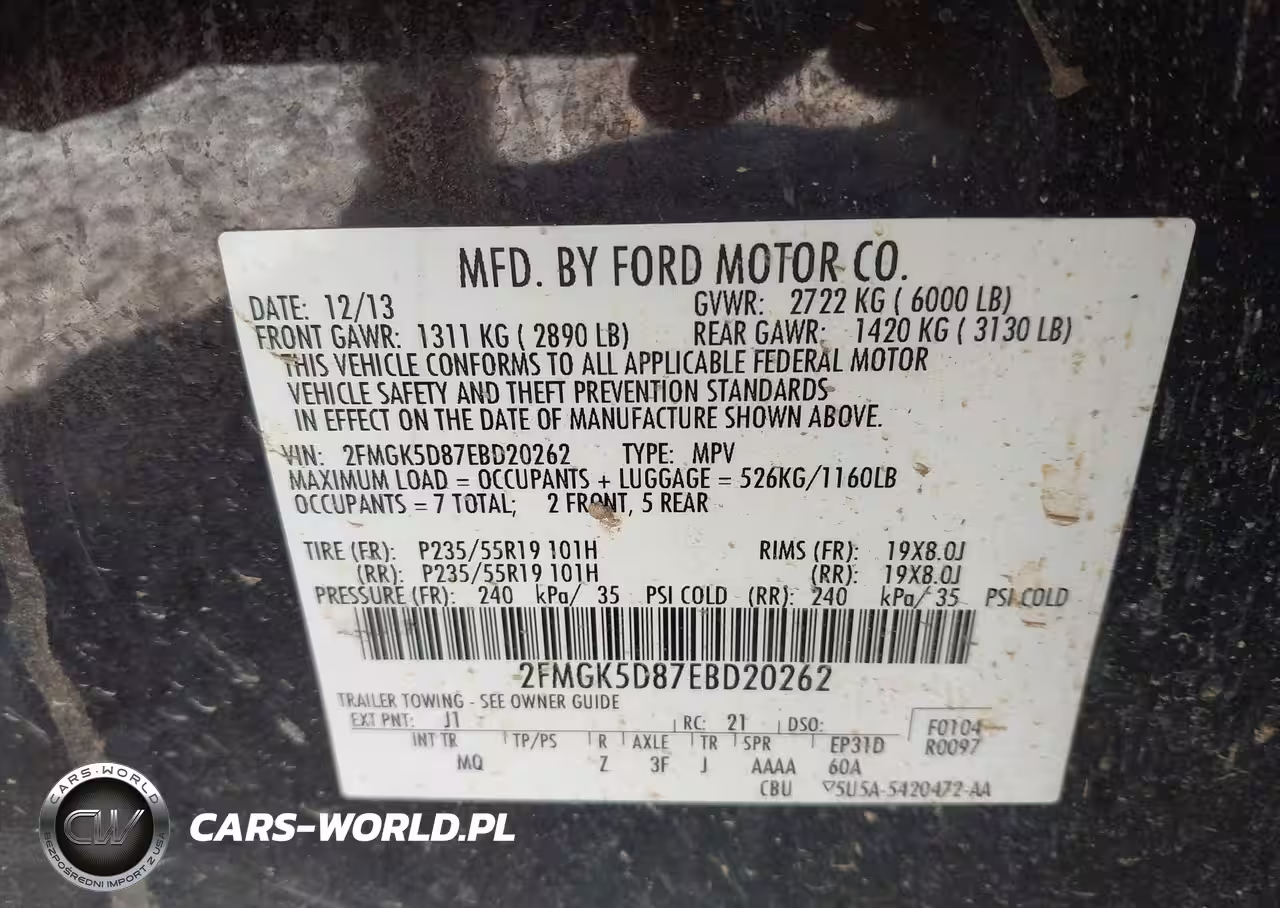 MFD. BY FORD MOTOR CO.
DATE: 12/13 GVWR: 2722 KG ( 6000 LB)
FRONT GAWR: 1311 KG ( 2890 LB) REAR GAWR: 1420 KG ( 3130 LB)
THIS VEHICLE CONFORMS TO ALL APPLICABLE FEDERAL MOTOR
VEHICLE SAFETY AND THEFT PREVENTION STANDARDS
IN EFFECT ON THE DATE OF MANUFACTURE SHOWN ABOVE.
VIN: 2FMGK5D87EBD20262 TYPE: MPV
MAXIMUM LOAD = OCCUPANTS + LUGGAGE = 526KG/1160LB
OCCUPANTS = 7 TOTAL; 2 FRONT, 5 REAR
TIRE (FR): P235/55R19 101H RIMS (FR): 19X8.0J
(RR): P235/55R19 101H (RR): 19X8.0J
PRESSURE (FR): 240 kPa/ 35 PSI COLD (RR): 240 kPa/ 35 PSI COLD
2FMGK5D87EBD20262
TRAILER TOWING - SEE OWNER GUIDE
EXT PNT: J1 RC: 21 DSO: F0104
INT TR TP/PS R AXLE TR SPR EP31D R0097
MQ Z 3F J AAAA 60A
CBU 5U5A-5420472-AA
CARS-WORLD
CW
BEZPOŚREDNI IMPORT Z USA
CARS-WORLD.PL